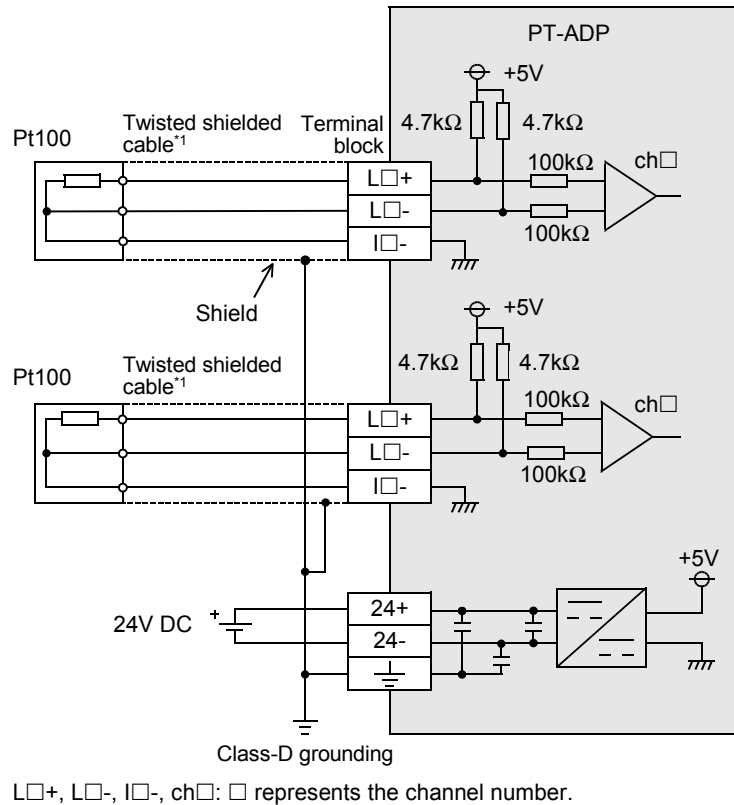 PT-ADP
+5V
4.7kΩ
4.7kΩ
Pt100
Twisted shielded
cable*1
Terminal
block
100kΩ
ch□
L□+
L□-
I□-
100kΩ
Shield
+5V
4.7kΩ
4.7kΩ
Pt100
Twisted shielded
cable*1
100kΩ
ch□
L□+
L□-
I□-
100kΩ
+5V
24V DC
+
24+
24-
Class-D grounding
L□+, L□-, I□-, ch□: □ represents the channel number.